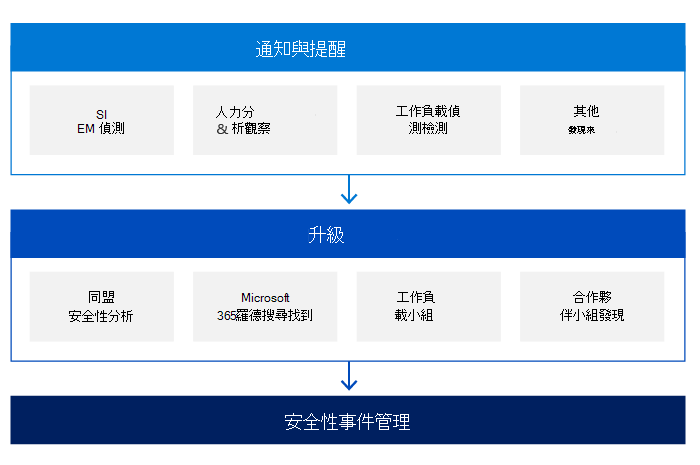 通知與提醒
SI
EM 偵測
人力分
& 析觀察
工作負載偵
測檢測
其他
發現來
升級
同盟
安全性分析
Microsoft
365羅德搜尋找到
工作負
載小組
合作夥
伴小組發現
安全性事件管理